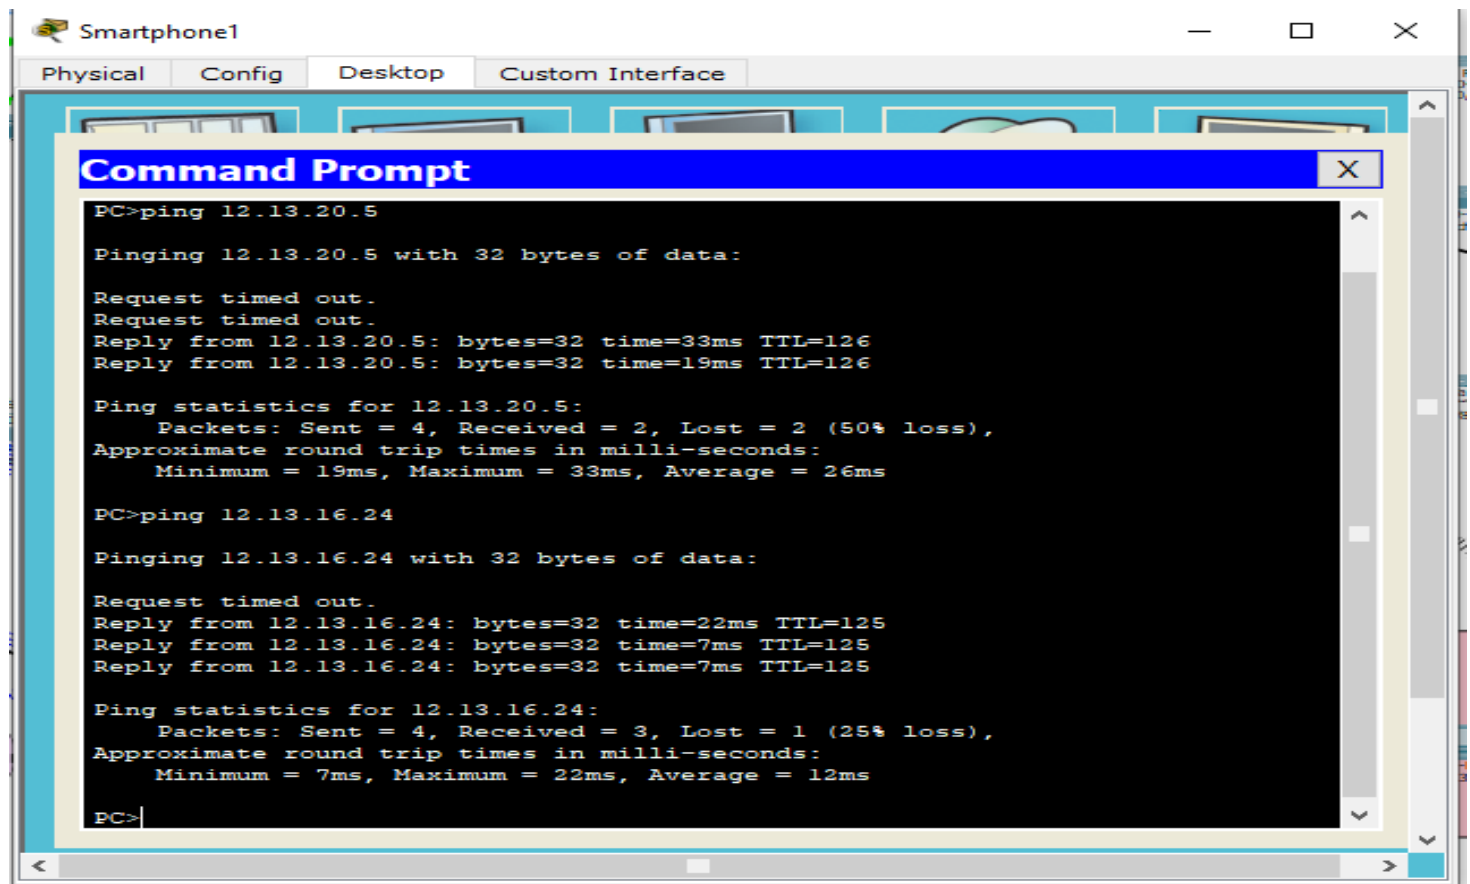 Smartphone1
Physical Config Desktop Custom Interface
Command Prompt
X
PC>ping 12.13.20.5
Pinging 12.13.20.5 with 32 bytes of data:
Request timed out.
Request timed out.
Reply from 12.13.20.5: bytes=32 time=33ms TTL=126
Reply from 12.13.20.5: bytes=32 time=19ms TTL=126
Ping statistics for 12.13.20.5:
Packets: Sent = 4, Received = 2, Lost = 2 (50% loss),
Approximate round trip times in milli-seconds:
Minimum = 19ms, Maximum = 33ms, Average = 26ms
PC>ping 12.13.16.24
Pinging 12.13.16.24 with 32 bytes of data:
Request timed out.
Reply from 12.13.16.24: bytes=32 time=22ms TTL=125
Reply from 12.13.16.24: bytes=32 time=7ms TTL=125
Reply from 12.13.16.24: bytes=32 time=7ms TTL=125
Ping statistics for 12.13.16.24:
Packets: Sent = 4, Received = 3, Lost = 1 (25% loss),
Approximate round trip times in milli-seconds:
Minimum = 7ms, Maximum = 22ms, Average = 12ms
PC>